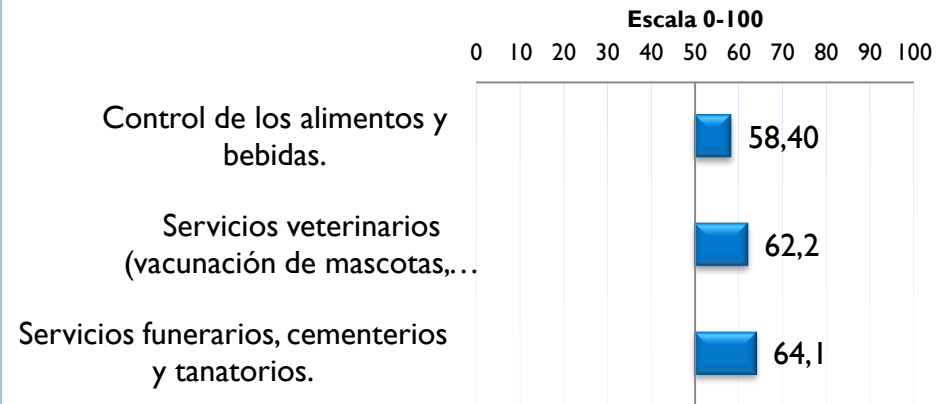 Escala 0-100
0 10 20 30 40 50 60 70 80 90 100
Control de los alimentos y
bebidas.
58,40
Servicios veterinarios
(vacunación de mascotas,…
62,2
Servicios funerarios, cementerios
y tanatorios.
64,1